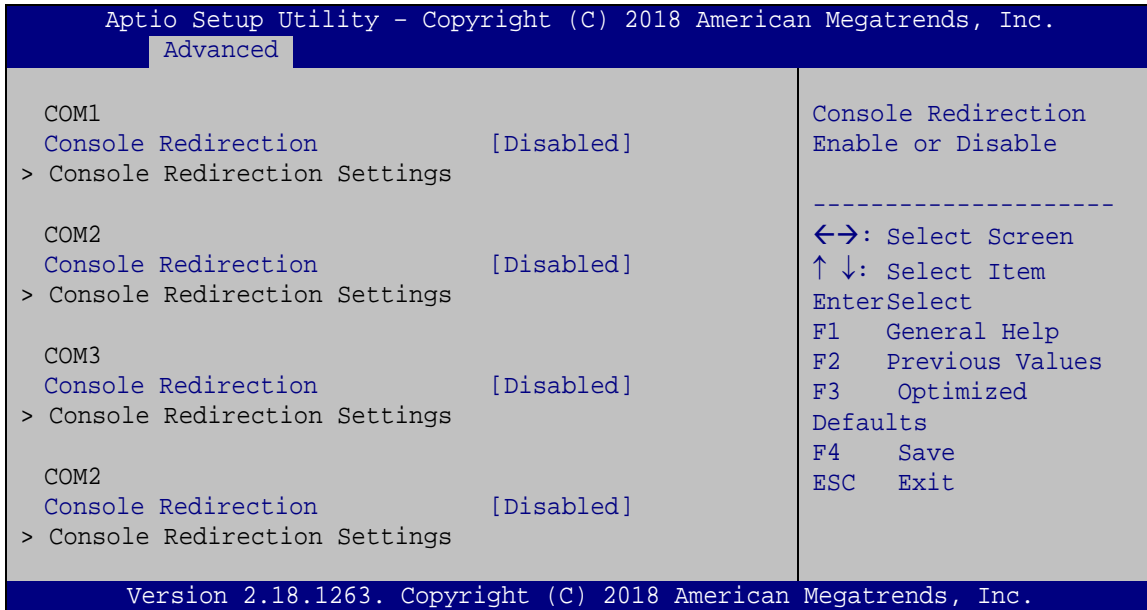 Aptio Setup Utility – Copyright (C) 2018 American Megatrends, Inc.
Advanced
COM1
Console Redirection [Disabled]
> Console Redirection Settings
COM2
Console Redirection [Disabled]
> Console Redirection Settings
COM3
Console Redirection [Disabled]
> Console Redirection Settings
COM2
Console Redirection [Disabled]
> Console Redirection Settings
Console Redirection
Enable or Disable
---------------------
←→: Select Screen
↑ ↓: Select Item
EnterSelect
F1 General Help
F2 Previous Values
F3 Optimized
Defaults
F4 Save
ESC Exit
Version 2.18.1263. Copyright (C) 2018 American Megatrends, Inc.